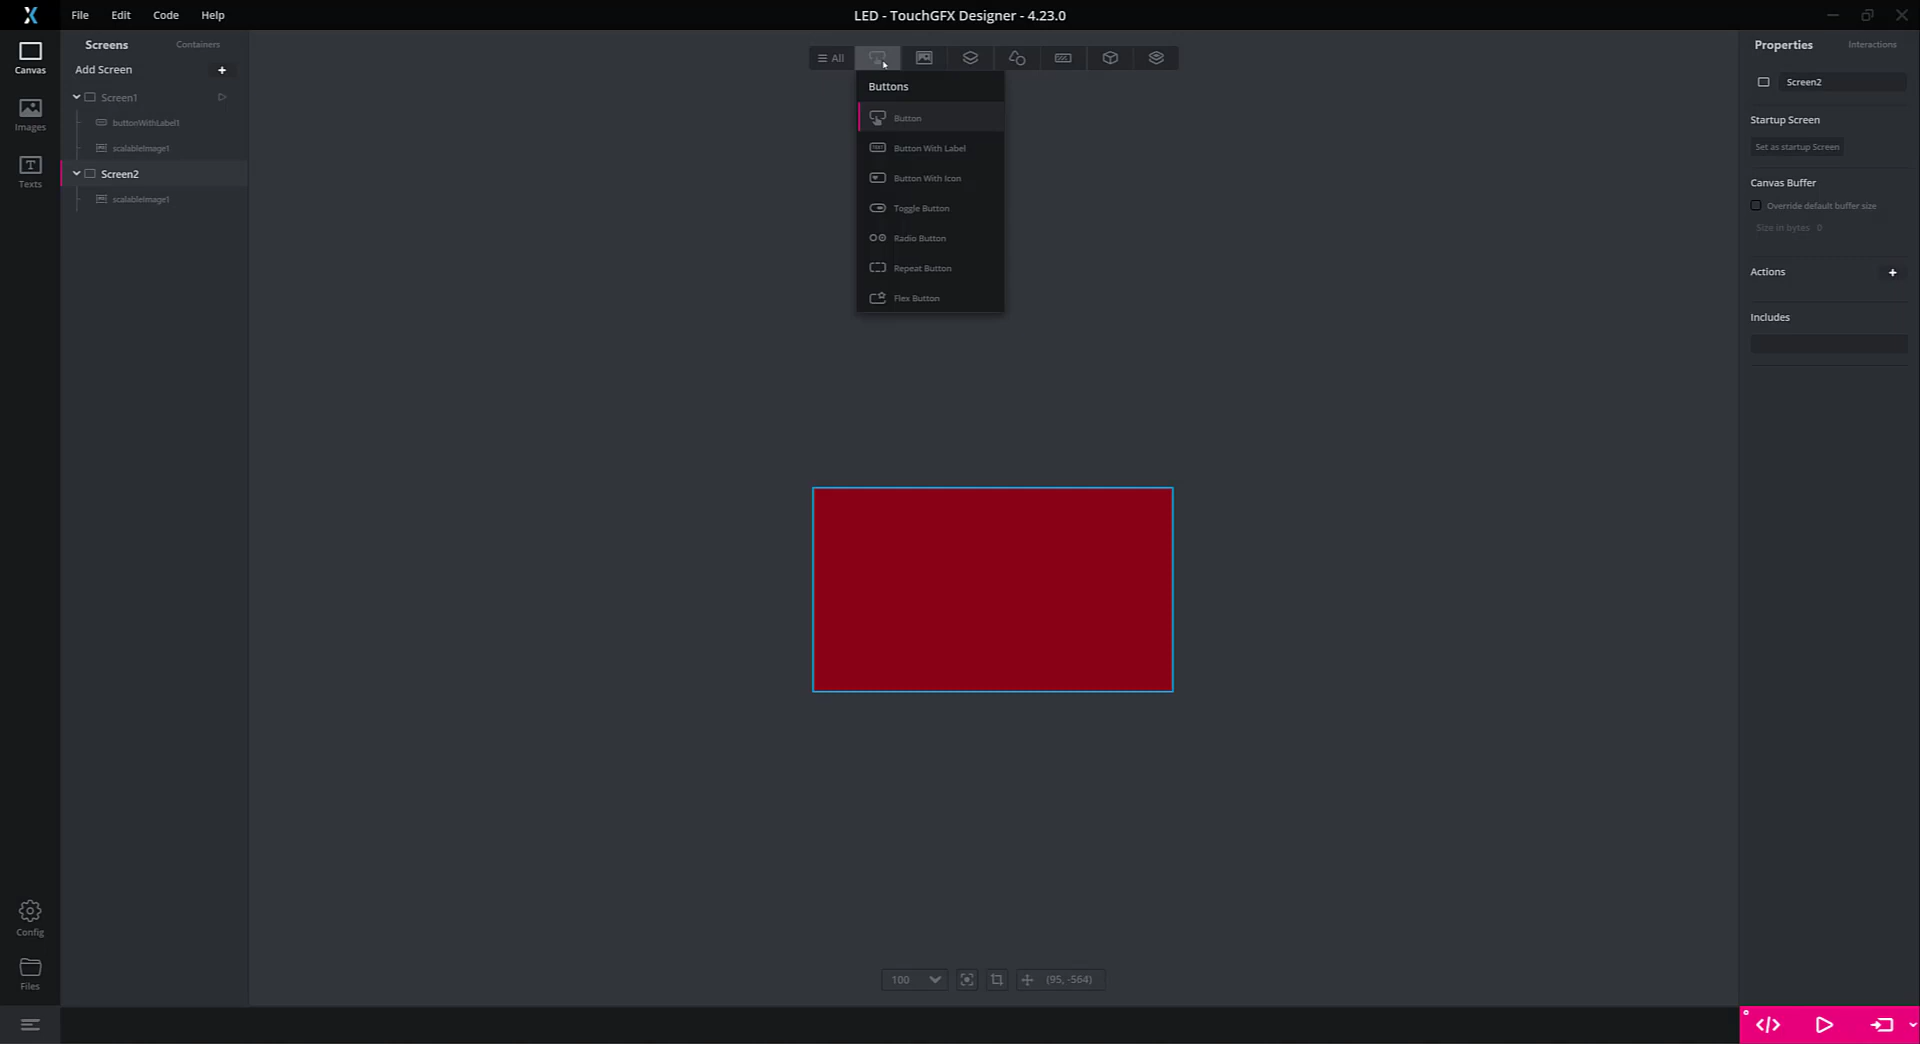 File Edit Code Help
LED - TouchGFX Designer - 4.23.0
Canvas
Images
Texts
Config
Files
Screens Containers
Add Screen +
Screen1
buttonWithLabel1
scalableImage1
Screen2
scalableImage1
All
Buttons
Button
Button With Label
Button With Icon
Toggle Button
Radio Button
Repeat Button
Flex Button
100
(95, -564)
Properties Interactions
Screen2
Startup Screen
Set as startup Screen
Canvas Buffer
Override default buffer size
Size in bytes 0
Actions +
Includes